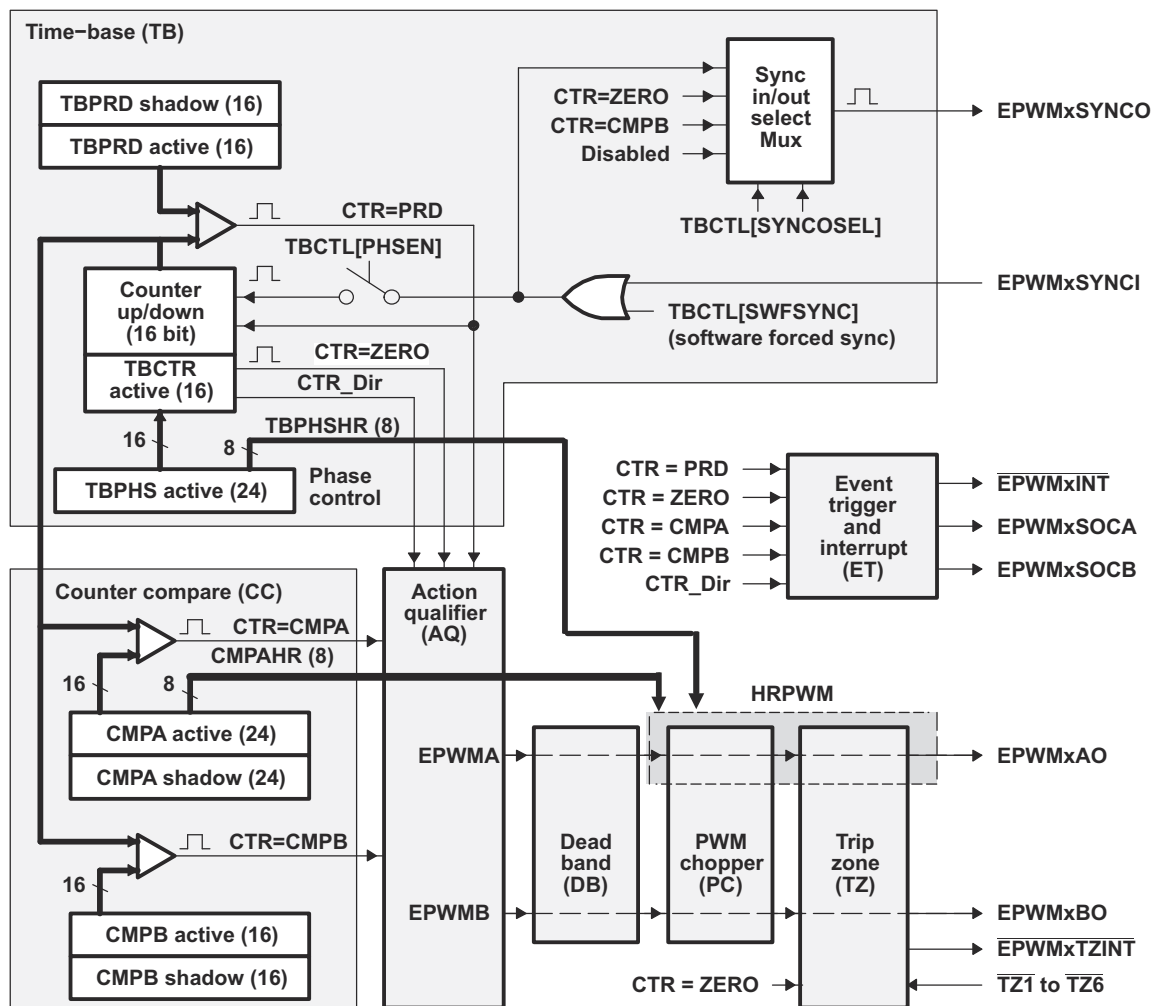 Time−base (TB)
TBPRD shadow (16)
TBPRD active (16)
CTR=ZERO
CTR=CMPB
Disabled
Sync
in/out
select
Mux
EPWMxSYNCO
TBCTL[SYNCOSEL]
CTR=PRD
TBCTL[PHSEN]
Counter
up/down
(16 bit)
TBCTR
active (16)
EPWMxSYNCI
TBCTL[SWFSYNC]
(software forced sync)
CTR=ZERO
CTR_Dir
16
8
TBPHSHR (8)
TBPHS active (24)
Phase
control
CTR = PRD
CTR = ZERO
CTR = CMPA
CTR = CMPB
CTR_Dir
Event
trigger
and
interrupt
(ET)
EPWMxINT
EPWMxSOCA
EPWMxSOCB
Counter compare (CC)
CTR=CMPA
CMPAHR (8)
16
8
CMPA active (24)
CMPA shadow (24)
CTR=CMPB
16
CMPB active (16)
CMPB shadow (16)
Action
qualifier
(AQ)
EPWMA
EPWMB
HRPWM
Dead
band
(DB)
PWM
chopper
(PC)
Trip
zone
(TZ)
EPWMxAO
EPWMxBO
EPWMxTZINT
CTR = ZERO
TZ1 to TZ6